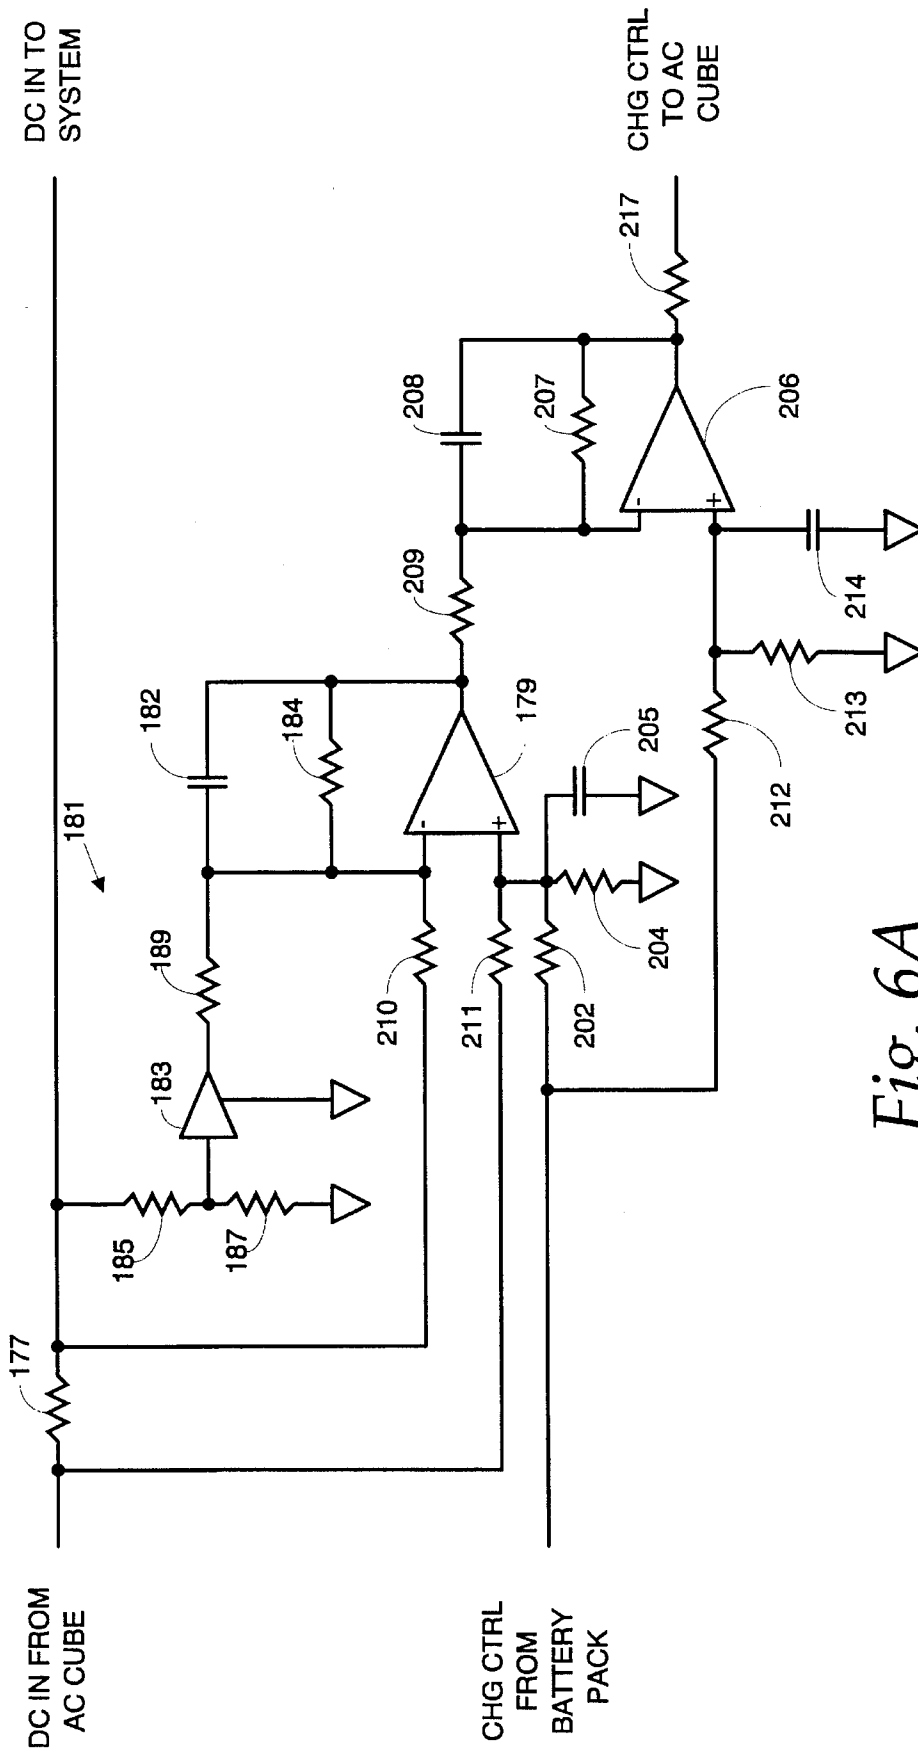 DC IN FROM
AC CUBE
177
DC IN TO
SYSTEM
181
185
187
183
189
182
184
179
210
211
202
204
205
209
208
207
206
217
CHG CTRL
TO AC
CUBE
CHG CTRL
FROM
BATTERY
PACK
212
213
214
-
+
-
+
Fig. 6A